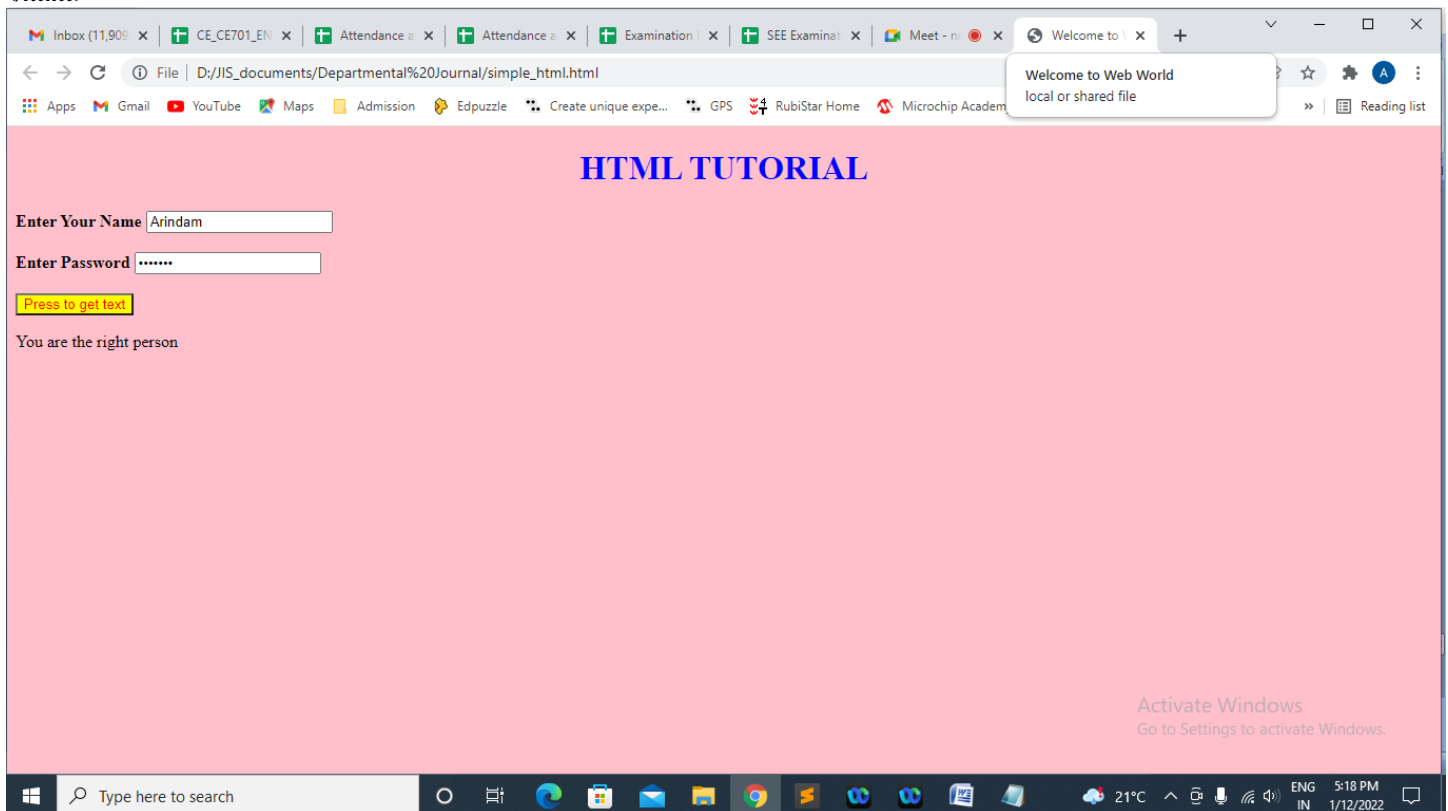 Inbox (11,909 CE_CE701_EN Attendance a Attendance a Examination SEE Examinat Meet - n Welcome to
File D:/JIS_documents/Departmental%20Journal/simple_html.html
Welcome to Web World
local or shared file
Apps Gmail YouTube Maps Admission Edpuzzle Create unique expe... GPS RubiStar Home Microchip Academ » Reading list
HTML TUTORIAL
Enter Your Name Arindam
Enter Password •••••••
Press to get text
You are the right person
Activate Windows
Go to Settings to activate Windows.
Type here to search 21°C ENG 5:18 PM
IN 1/12/2022